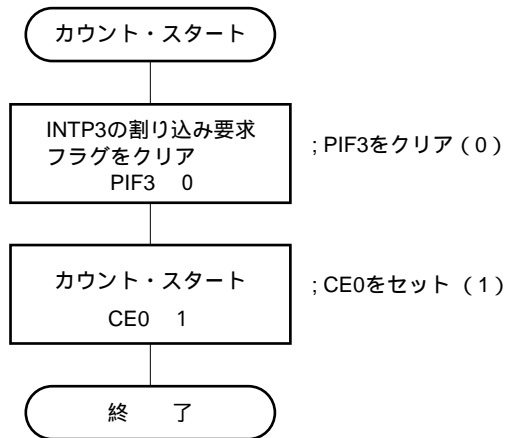 カウント・スタート
INTP3の割り込み要求
フラグをクリア
PIF3 0
; PIF3をクリア（0）
カウント・スタート
CE0 1
; CE0をセット（1）
終 了